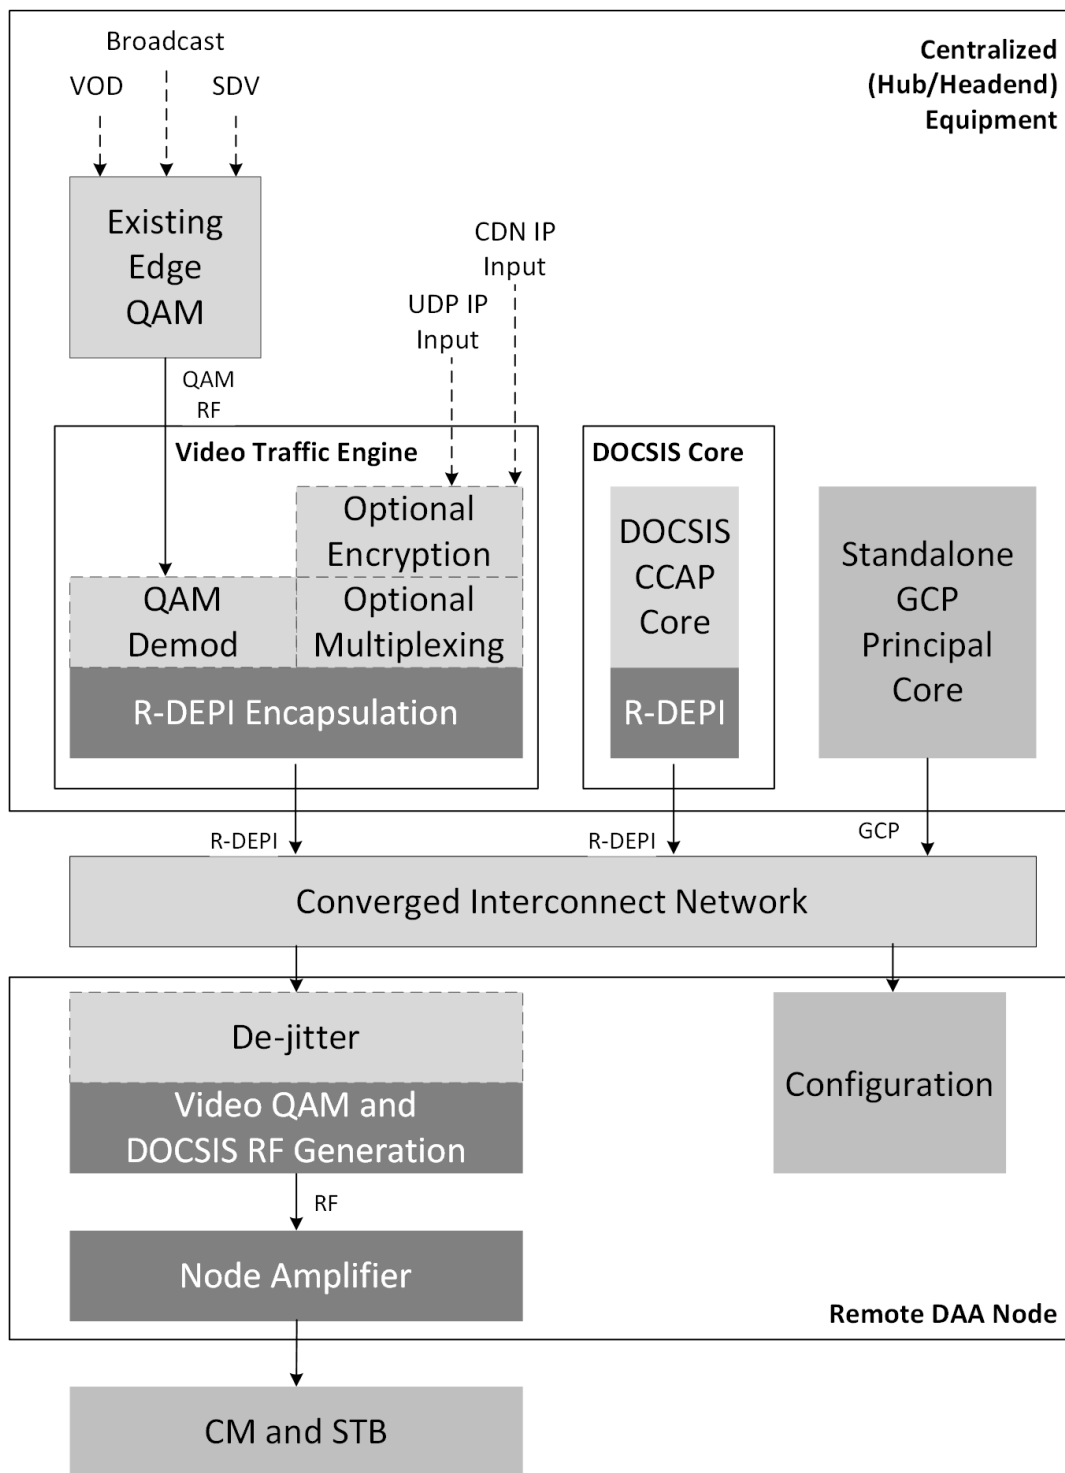 Broadcast
VOD
SDV
Centralized
(Hub/Headend)
Equipment
Existing
Edge
QAM
CDN IP
Input
UDP IP
Input
QAM
RF
Video Traffic Engine
Optional
Encryption
QAM
Demod
Optional
Multiplexing
R-DEPI Encapsulation
DOCSIS Core
DOCSIS
CCAP
Core
R-DEPI
Standalone
GCP
Principal
Core
R-DEPI
R-DEPI
GCP
Converged Interconnect Network
De-jitter
Video QAM and
DOCSIS RF Generation
Configuration
RF
Node Amplifier
Remote DAA Node
CM and STB